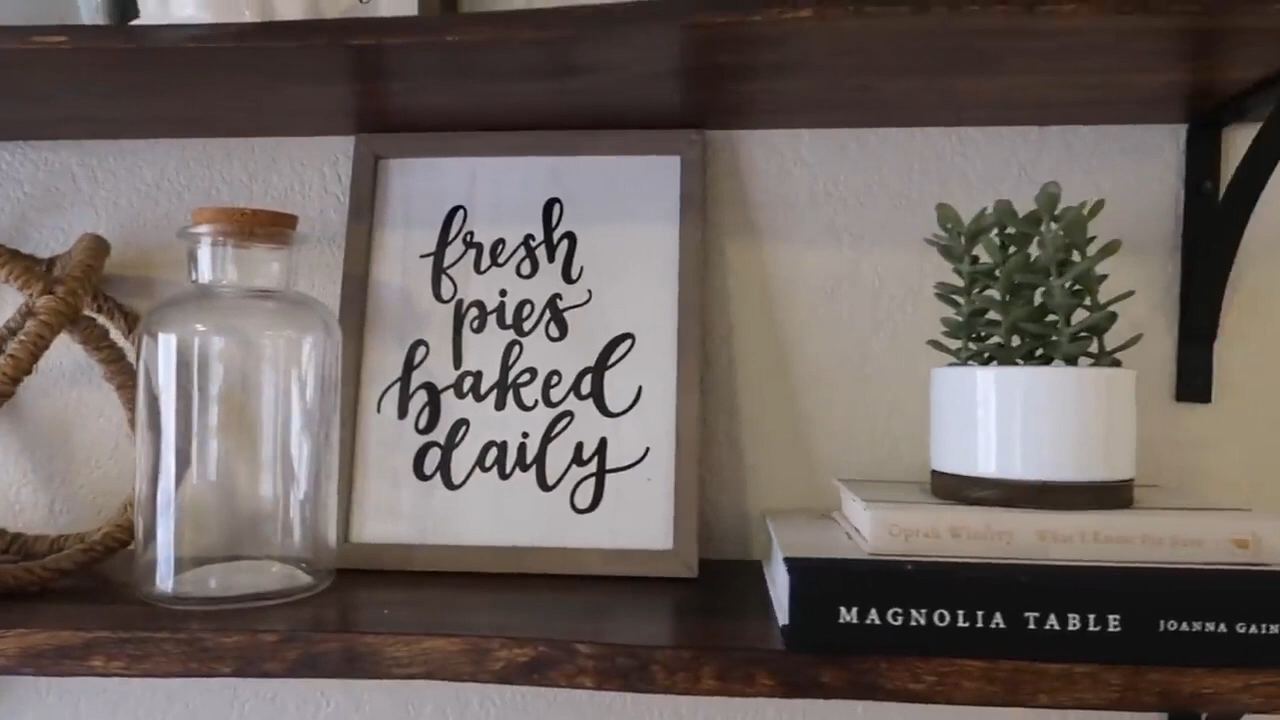 fresh
pies
baked
daily
Oprah Winfrey What I Know For Sure
MAGNOLIA TABLE JOANNA GAIN